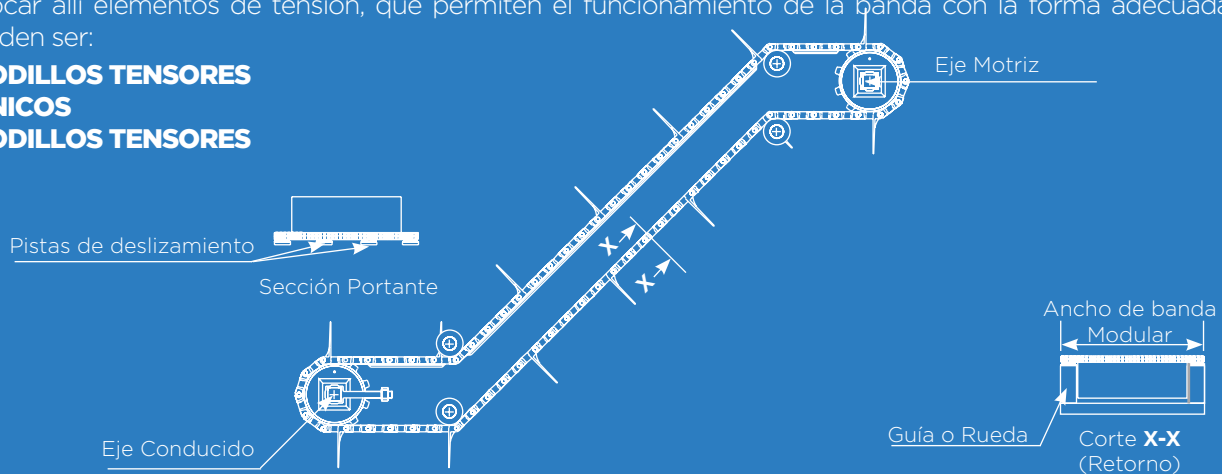 ocar allí elementos de tensión, que permiten el funcionamiento de la banda con la forma adecuada
den ser:
ODILLOS TENSORES
NICOS
ODILLOS TENSORES
Eje Motriz
Pistas de deslizamiento
Sección Portante
X
X
Ancho de banda
Modular
Eje Conducido
Guía o Rueda
Corte X-X
(Retorno)